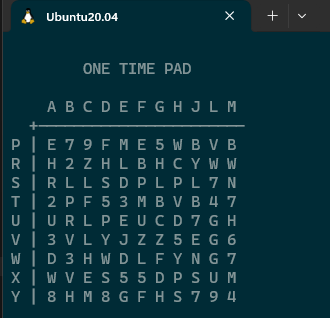 Ubuntu20.04
ONE TIME PAD
A B C D E F G H J L M
P | E 7 9 F M E 5 W B V B
R | H 2 Z H L B H C Y W W
S | R L L S D P L P L 7 N
T | 2 P F 5 3 M B V B 4 7
U | U R L P E U C D 7 G H
V | 3 V L Y J Z Z 5 E G 6
W | D 3 H W D L F Y N G 7
X | W V E S 5 5 D P S U M
Y | 8 H M 8 G F H S 7 9 4